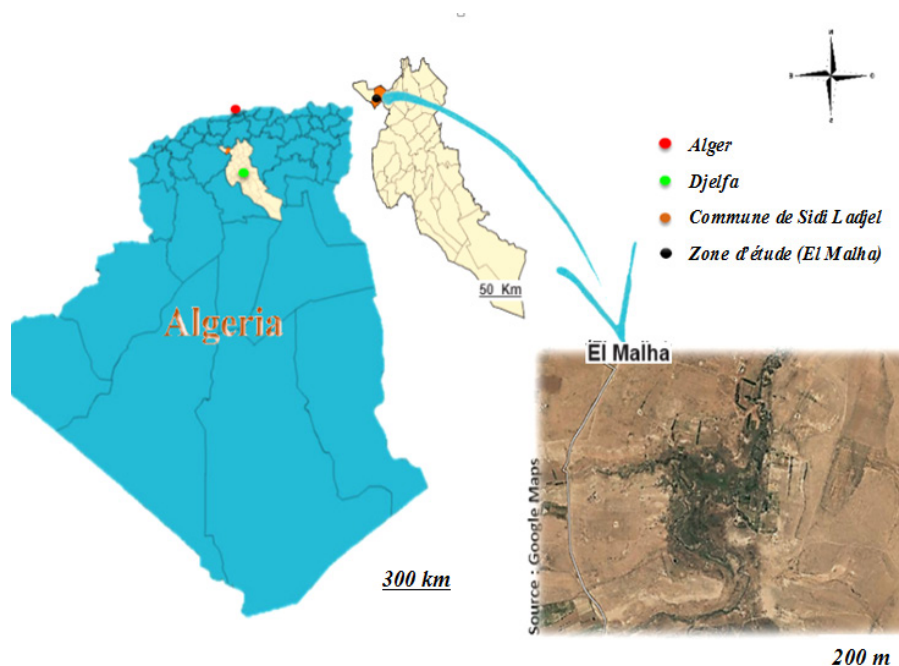 Alger
Djelfa
Commune de Sidi Ladjel
Zone d'étude (El Malha)
50 Km
Algeria
El Malha
Source : Google Maps
300 km
200 m